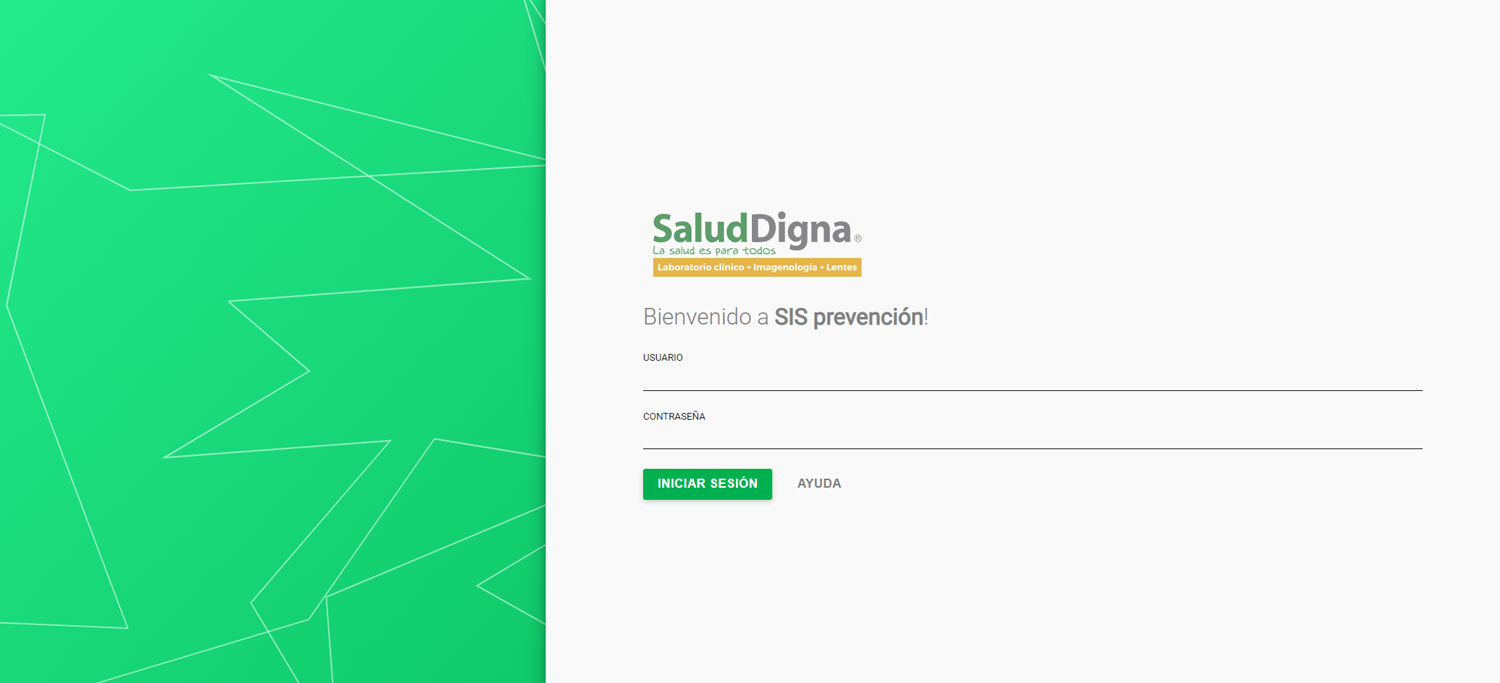 SaludDigna®
La salud es para todos
Laboratorio clínico + Imagenología + Lentes
Bienvenido a SIS prevención!
USUARIO
CONTRASEÑA
INICIAR SESIÓN AYUDA